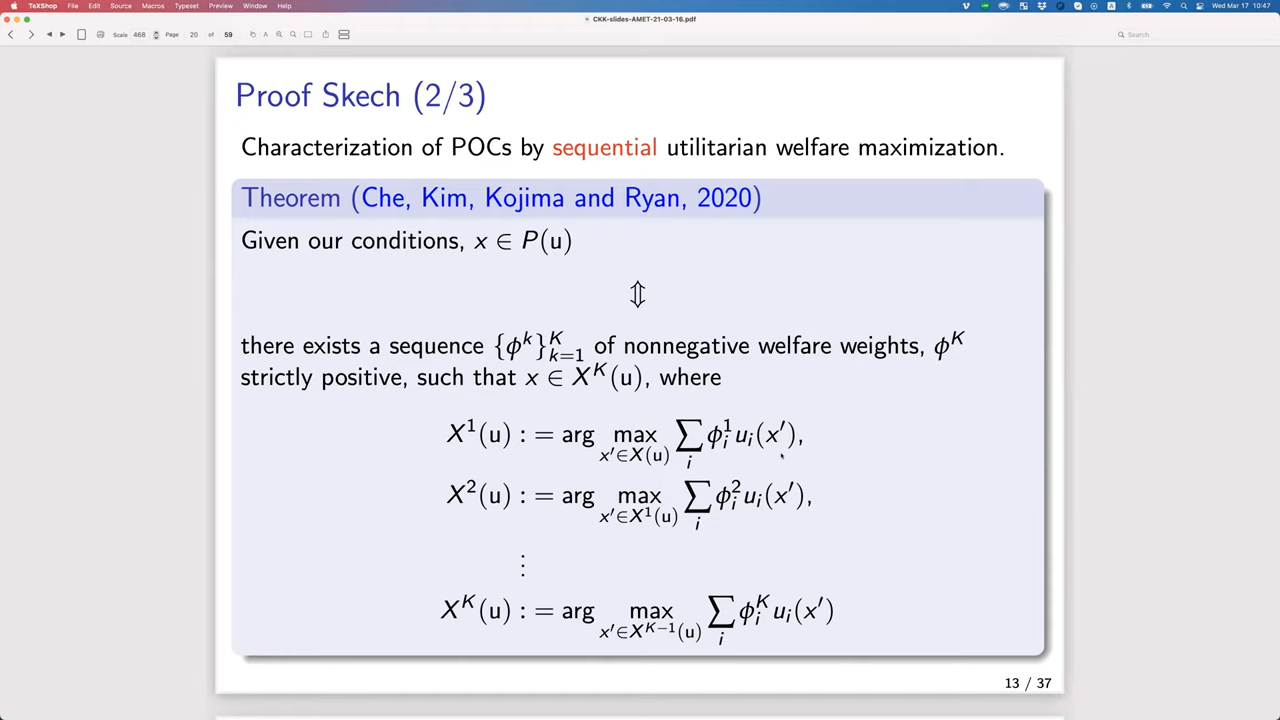 TeXShop File Edit Source Macros Typeset Preview Window Help Wed Mar 17 10:47
CKK-slides-AMET-21-03-16.pdf
Scale 468 Page 20 of 59 Search
Proof Skech (2/3)
Characterization of POCs by sequential utilitarian welfare maximization.
Theorem (Che, Kim, Kojima and Ryan, 2020)
Given our conditions, x ∈ P(u)
⇕
there exists a sequence {ϕ^k}_{k=1}^K of nonnegative welfare weights, ϕ^K
strictly positive, such that x ∈ X^K(u), where
X^1(u) : = arg max_{x′∈X(u)} ∑_i ϕ_i^1 u_i(x′),
X^2(u) : = arg max_{x′∈X^1(u)} ∑_i ϕ_i^2 u_i(x′),
⋮
X^K(u) : = arg max_{x′∈X^{K−1}(u)} ∑_i ϕ_i^K u_i(x′)
13 / 37